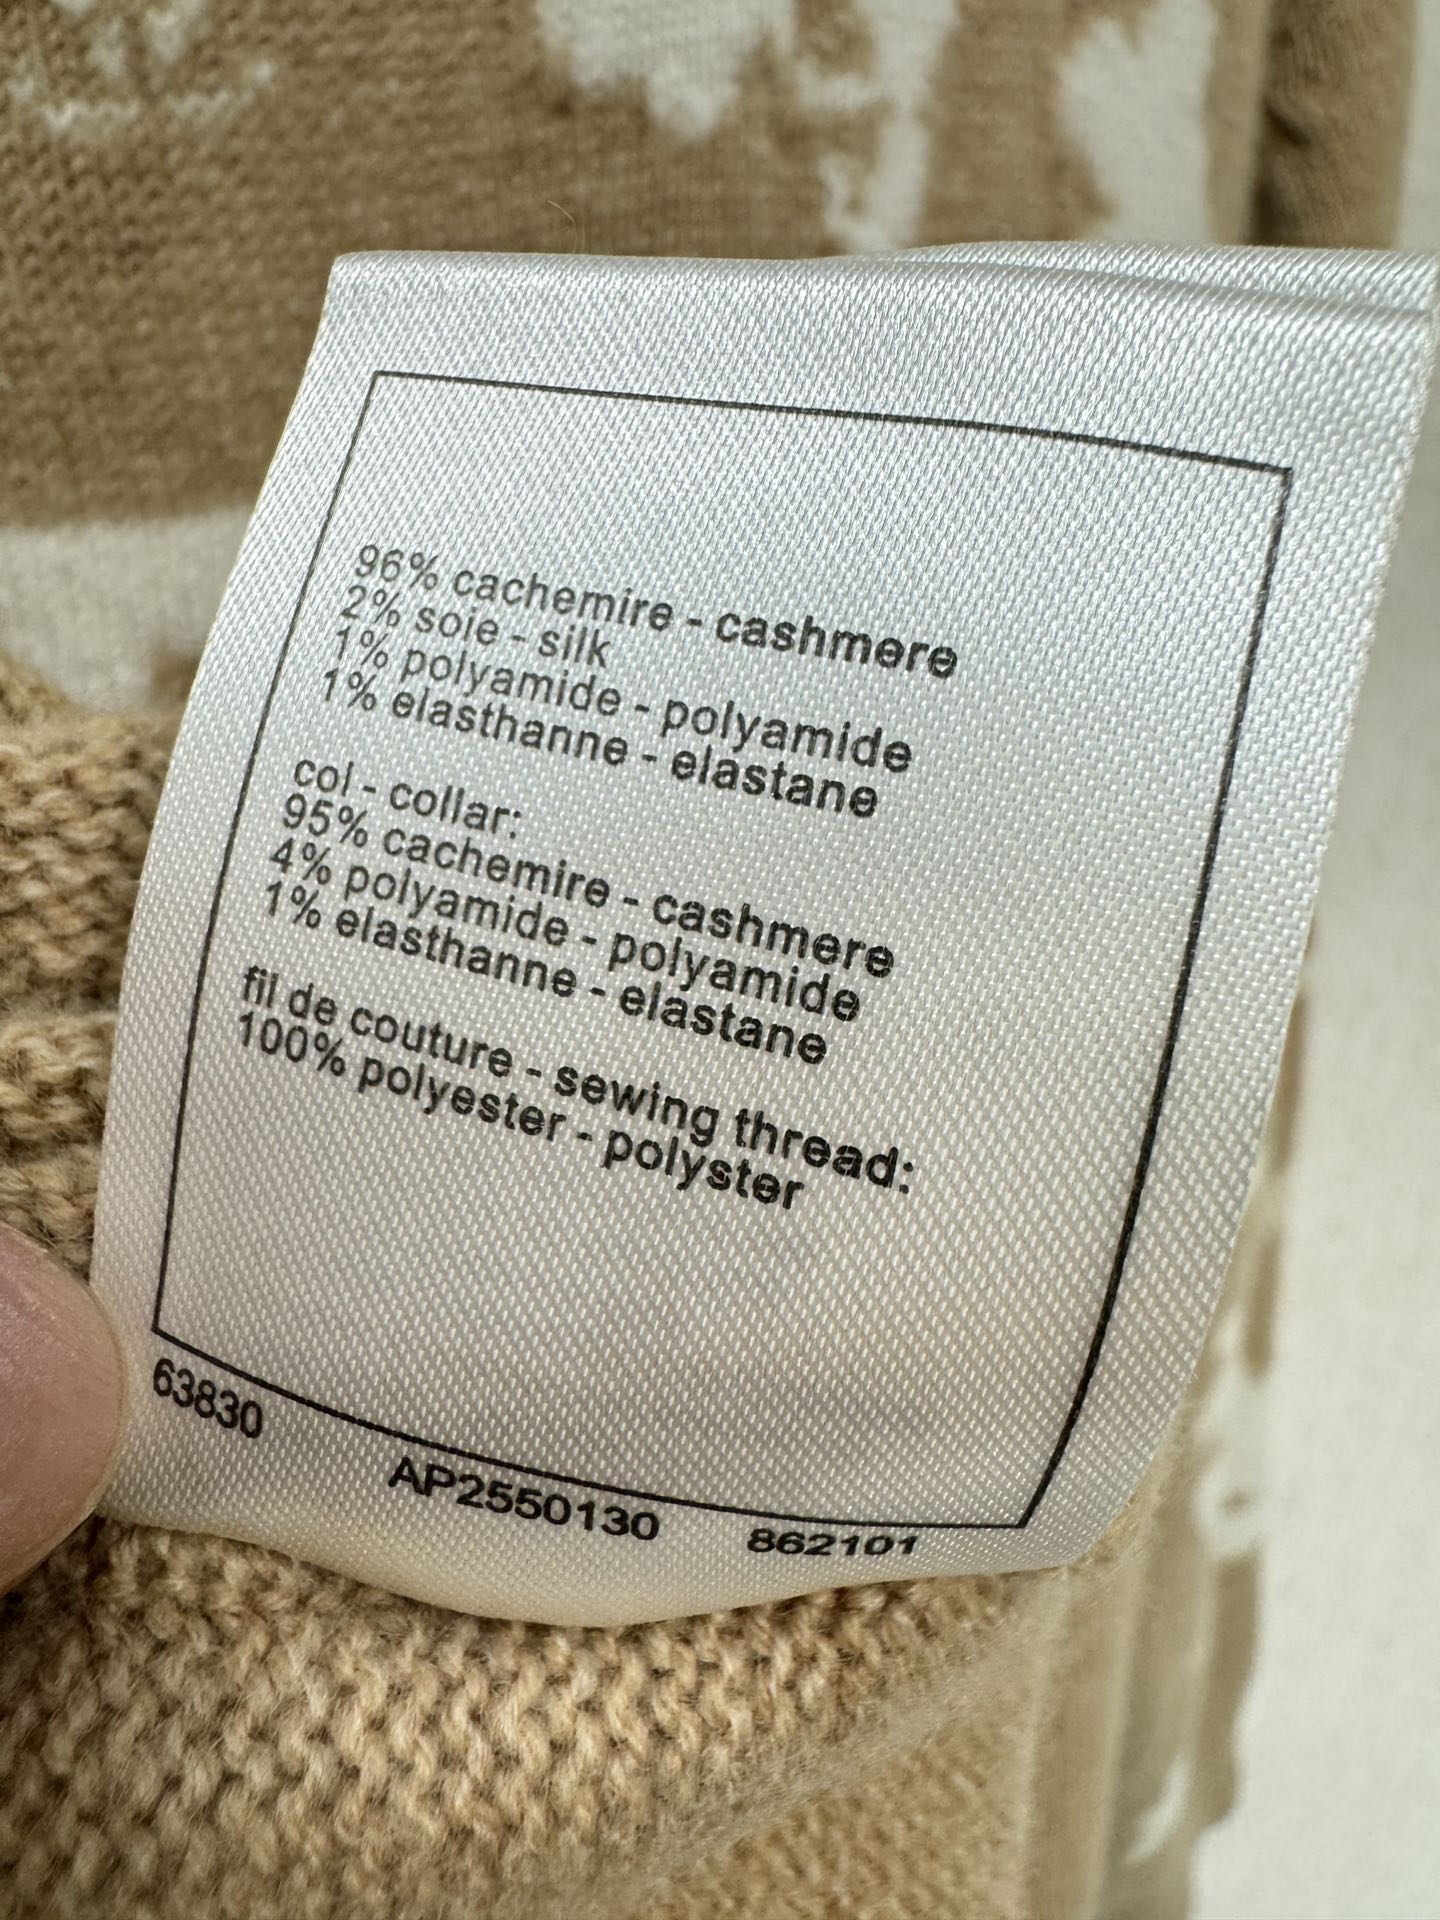 96% cachemire - cashmere
2% soie - silk
1% polyamide - polyamide
1% elasthanne - elastane
col - collar:
95% cachemire - cashmere
4% polyamide - polyamide
1% elasthanne - elastane
fil de couture - sewing thread:
100% polyester - polyster
63830 AP2550130 862101